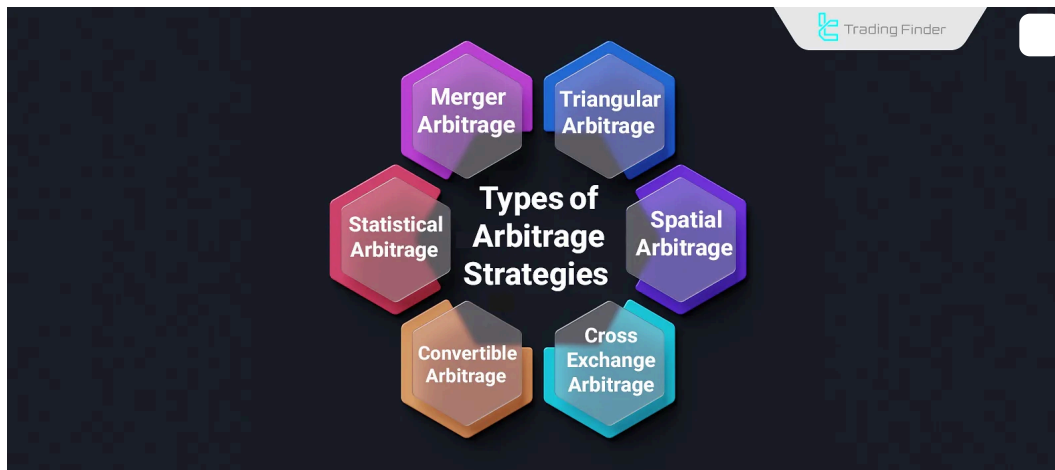 Trading Finder
Merger
Arbitrage
Triangular
Arbitrage
Statistical
Arbitrage
Types of
Arbitrage
Strategies
Spatial
Arbitrage
Convertible
Arbitrage
Cross
Exchange
Arbitrage